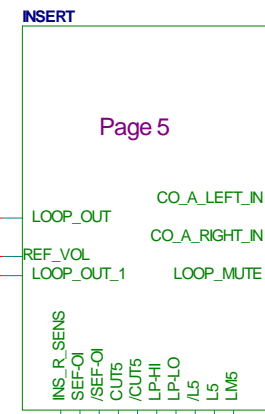 INSERT
Page 5
CO_A_LEFT_IN
LOOP_OUT
CO_A_RIGHT_IN
REF_VOL
LOOP_OUT_1
LOOP_MUTE
INS_R_SENS
SEF-OI
/SEF-OI
CUT5
/CUT5
LP-HI
LP-LO
/L5
L5
LM5